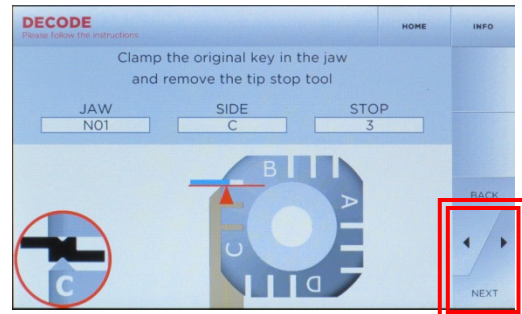 DECODE
Please follow the instructions
HOME
INFO
Clamp the original key in the jaw
and remove the tip stop tool
JAW
SIDE
STOP
N01
C
3
B
A
C
D
C
BACK
NEXT